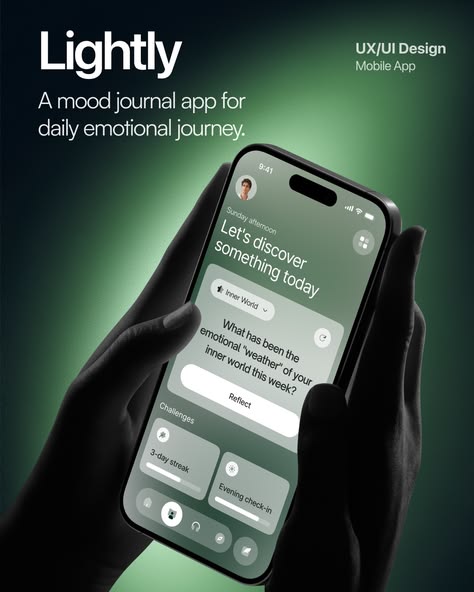 Lightly
UX/UI Design
Mobile App
A mood journal app for
daily emotional journey.
9:41
Sunday afternoon
Let's discover
something today
Inner World
What has been the
emotional "weather" of your
inner world this week?
Reflect
Challenges
3-day streak
Evening check-in